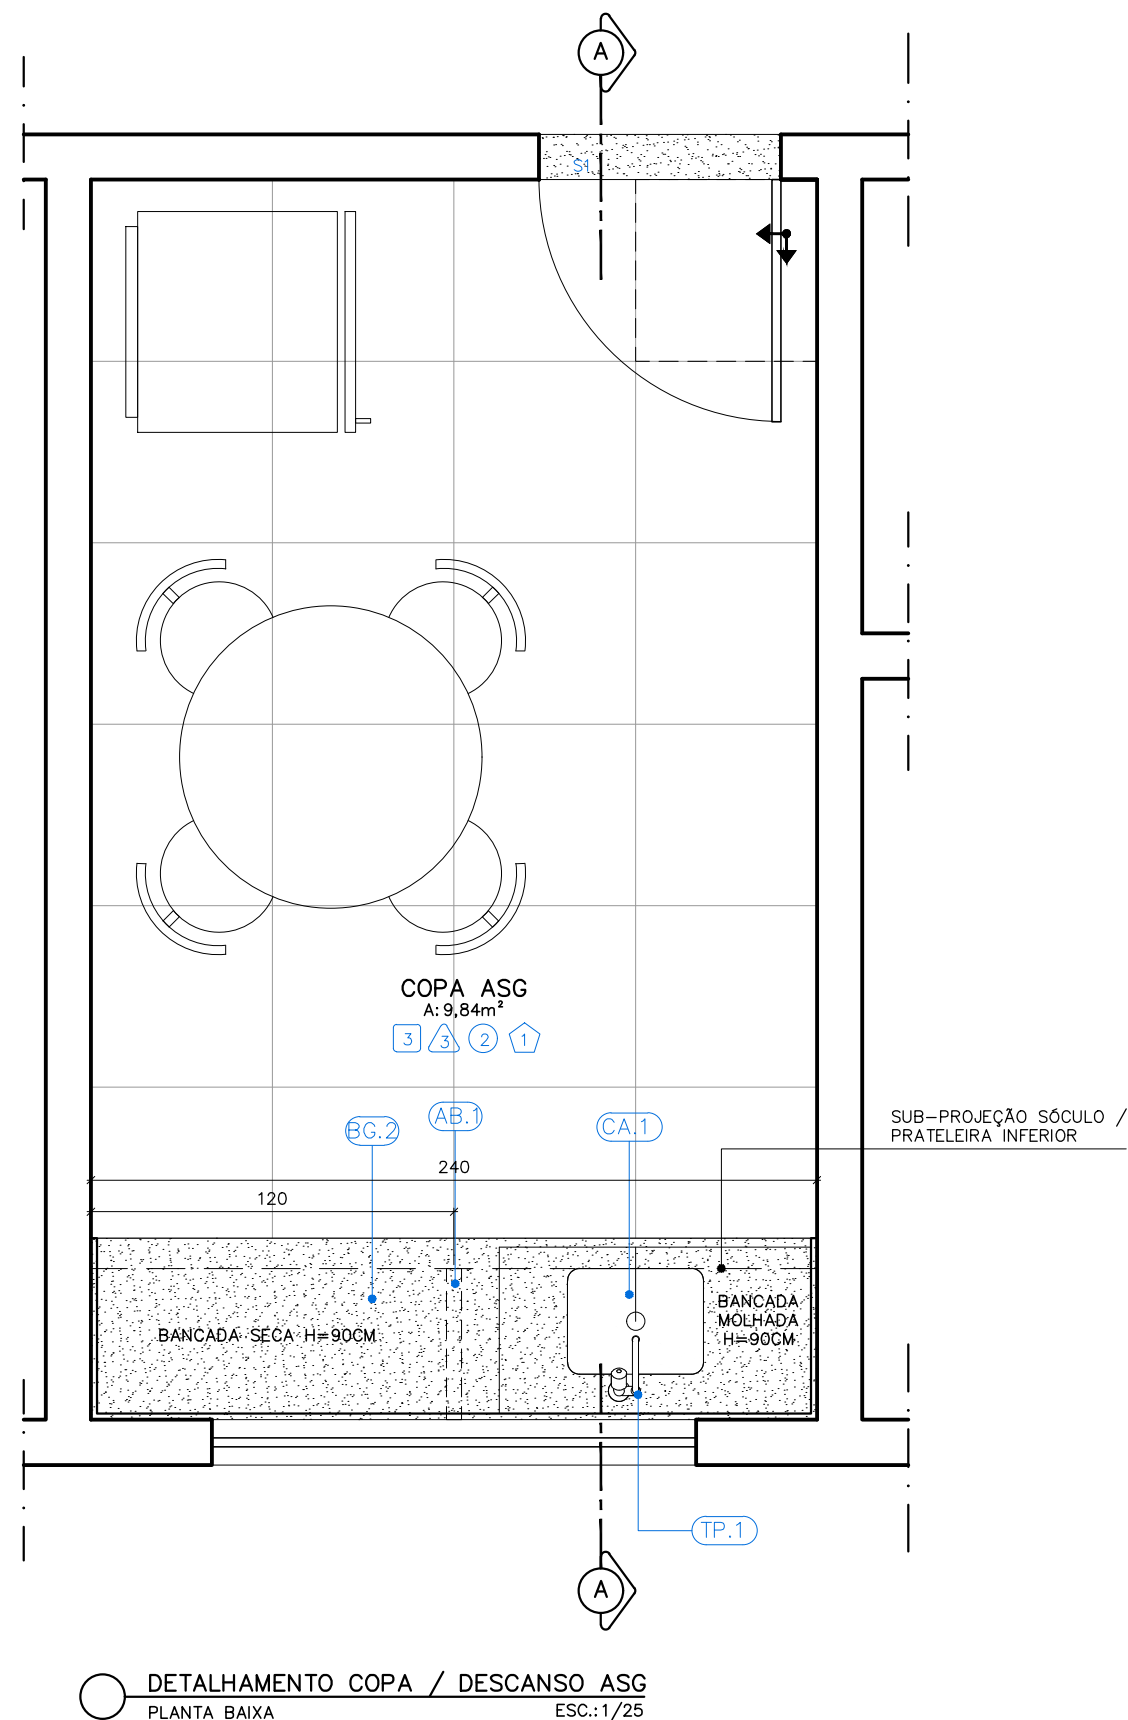 A
S1
COPA ASG
A: 9,84m²
3 3 2 1
BG.2
AB.1
CA.1
SUB-PROJEÇÃO SÓCULO /
PRATELEIRA INFERIOR
240
120
BANCADA SECA H=90CM
BANCADA
MOLHADA
H=90CM
TP.1
A
DETALHAMENTO COPA / DESCANSO ASG
PLANTA BAIXA
ESC.: 1/25